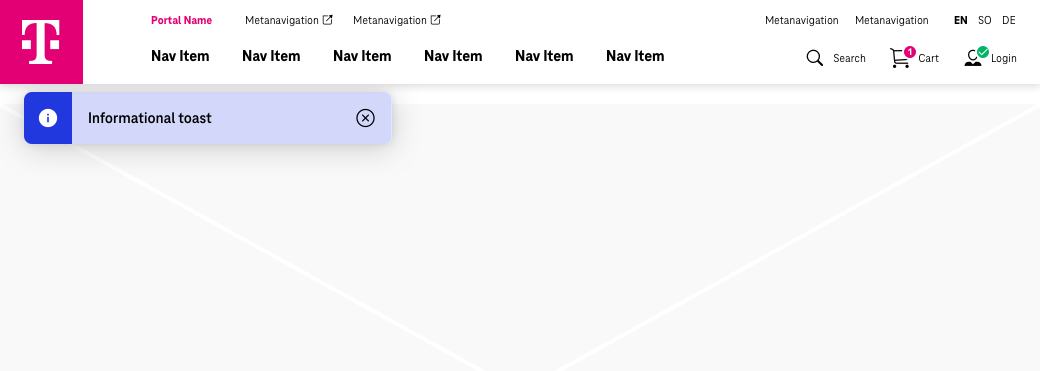 Portal Name Metanavigation Metanavigation Metanavigation Metanavigation EN SO DE
T Nav Item Nav Item Nav Item Nav Item Nav Item Nav Item Search 1 Cart Login
Informational toast